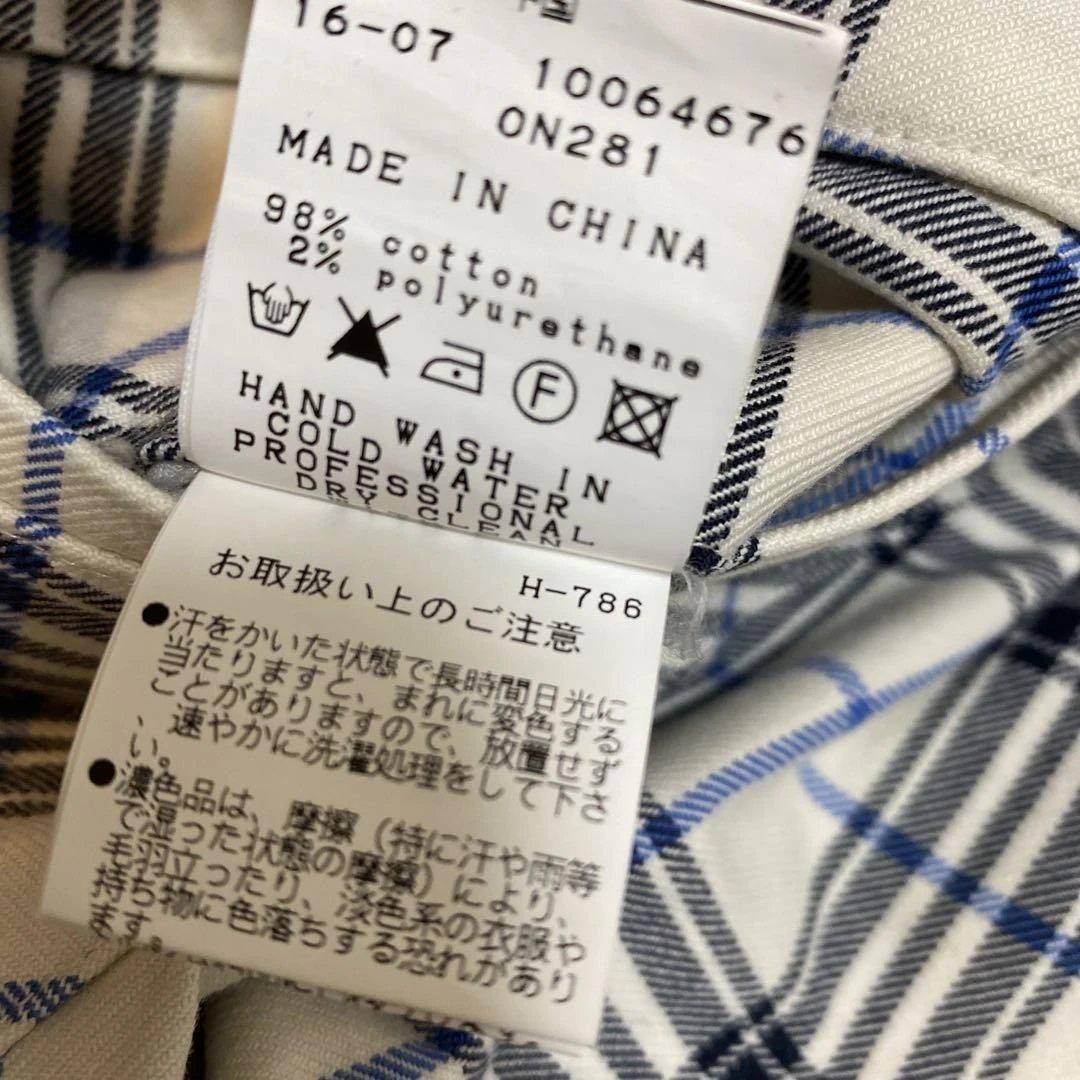 中国
16-07
10064676
0N281
MADE IN CHINA
98% cotton
2% polyurethane
F
HAND WASH IN
COLD WATER
PROFESSIONAL
DRY CLEAN
H-786
お取扱い上のご注意
●汗をかいた状態で長時間日光に
当たりますと、まれに変色する
ことがありますので、放置せず
、速やかに洗濯処理をして下さ
い。
●濃色品は、摩擦（特に汗や雨等
で湿った状態の摩擦）により、
毛羽立ったり、淡色系の衣服や
持ち物に色落ちする恐れがあり
ます。